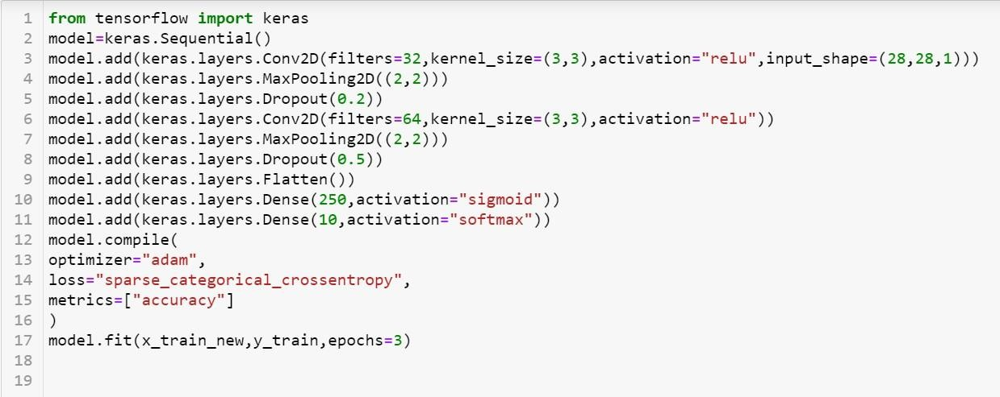 1 from tensorflow import keras
2 model=keras.Sequential()
3 model.add(keras.layers.Conv2D(filters=32,kernel_size=(3,3),activation="relu",input_shape=(28,28,1)))
4 model.add(keras.layers.MaxPooling2D((2,2)))
5 model.add(keras.layers.Dropout(0.2))
6 model.add(keras.layers.Conv2D(filters=64,kernel_size=(3,3),activation="relu"))
7 model.add(keras.layers.MaxPooling2D((2,2)))
8 model.add(keras.layers.Dropout(0.5))
9 model.add(keras.layers.Flatten())
10 model.add(keras.layers.Dense(250,activation="sigmoid"))
11 model.add(keras.layers.Dense(10,activation="softmax"))
12 model.compile(
13 optimizer="adam",
14 loss="sparse_categorical_crossentropy",
15 metrics=["accuracy"]
16 )
17 model.fit(x_train_new,y_train,epochs=3)
18
19